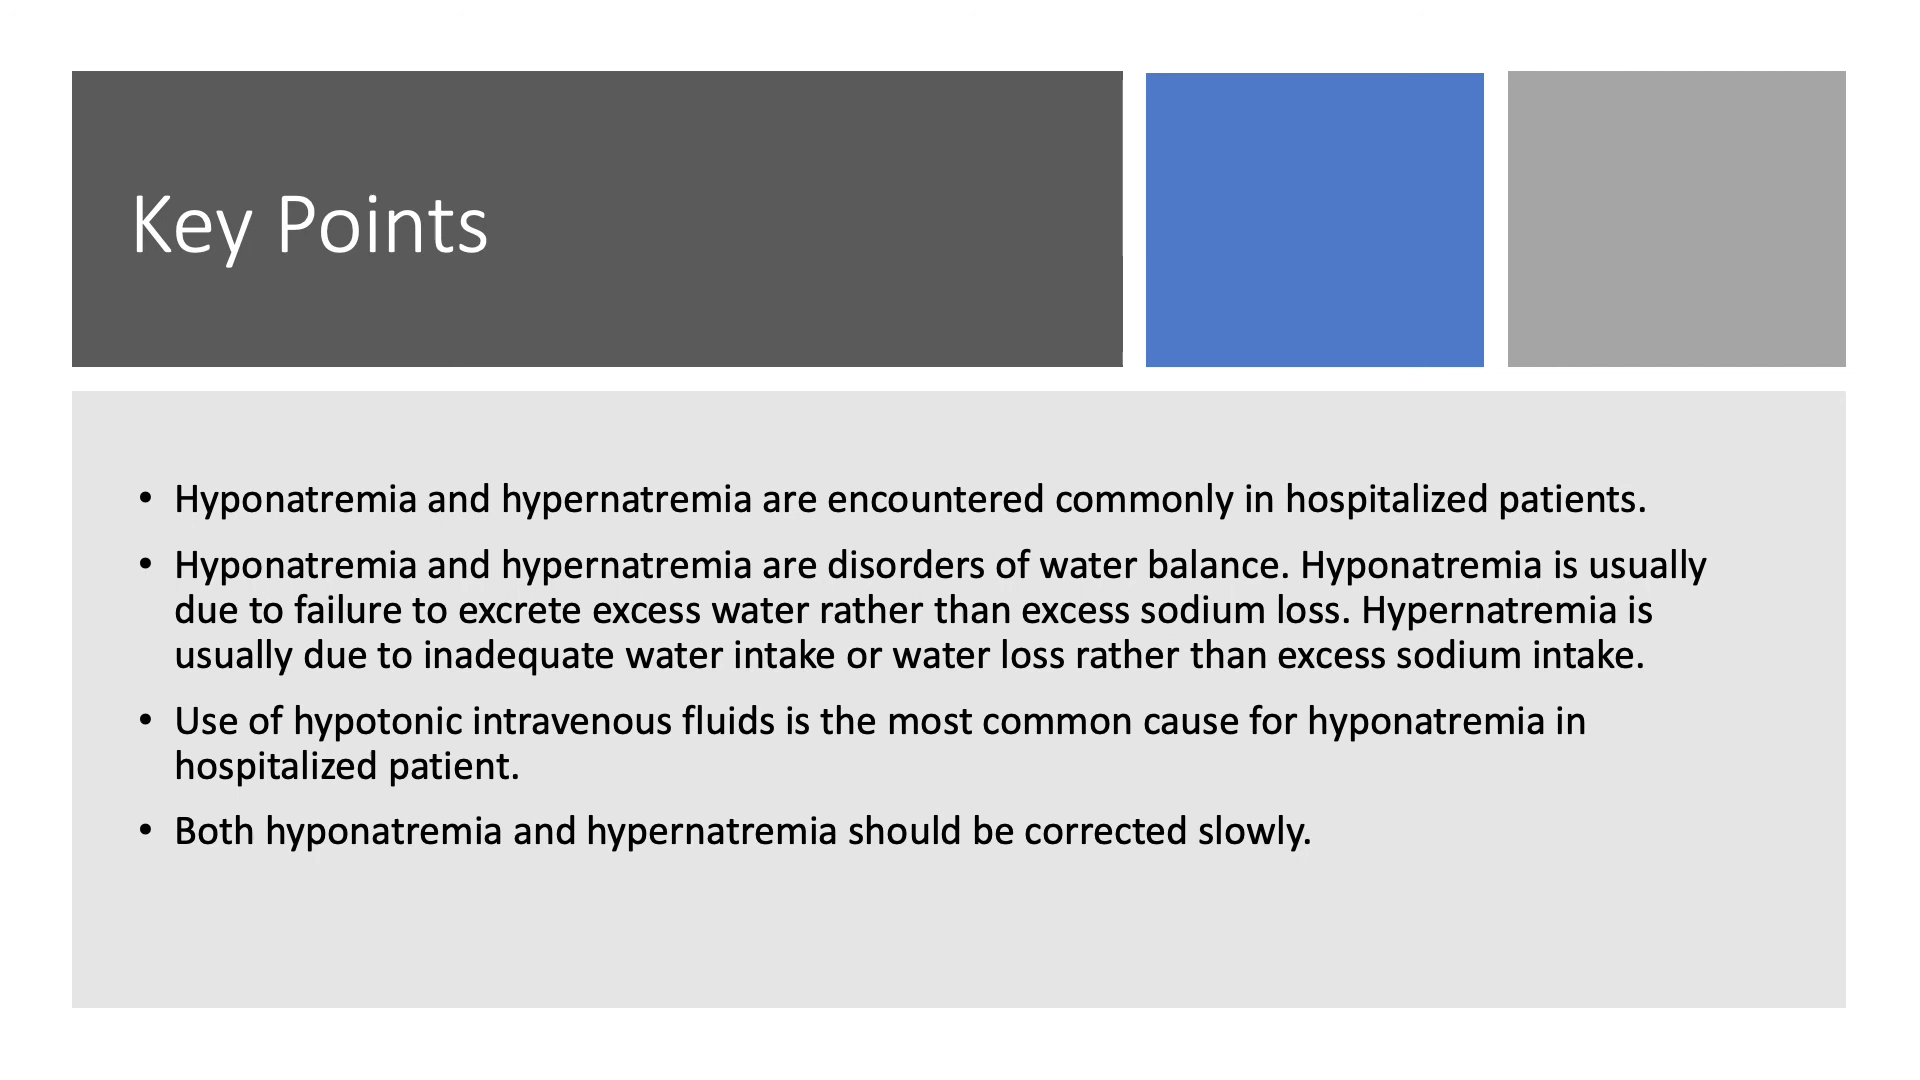 Key Points
• Hyponatremia and hypernatremia are encountered commonly in hospitalized patients.
• Hyponatremia and hypernatremia are disorders of water balance. Hyponatremia is usually
due to failure to excrete excess water rather than excess sodium loss. Hypernatremia is
usually due to inadequate water intake or water loss rather than excess sodium intake.
• Use of hypotonic intravenous fluids is the most common cause for hyponatremia in
hospitalized patient.
• Both hyponatremia and hypernatremia should be corrected slowly.